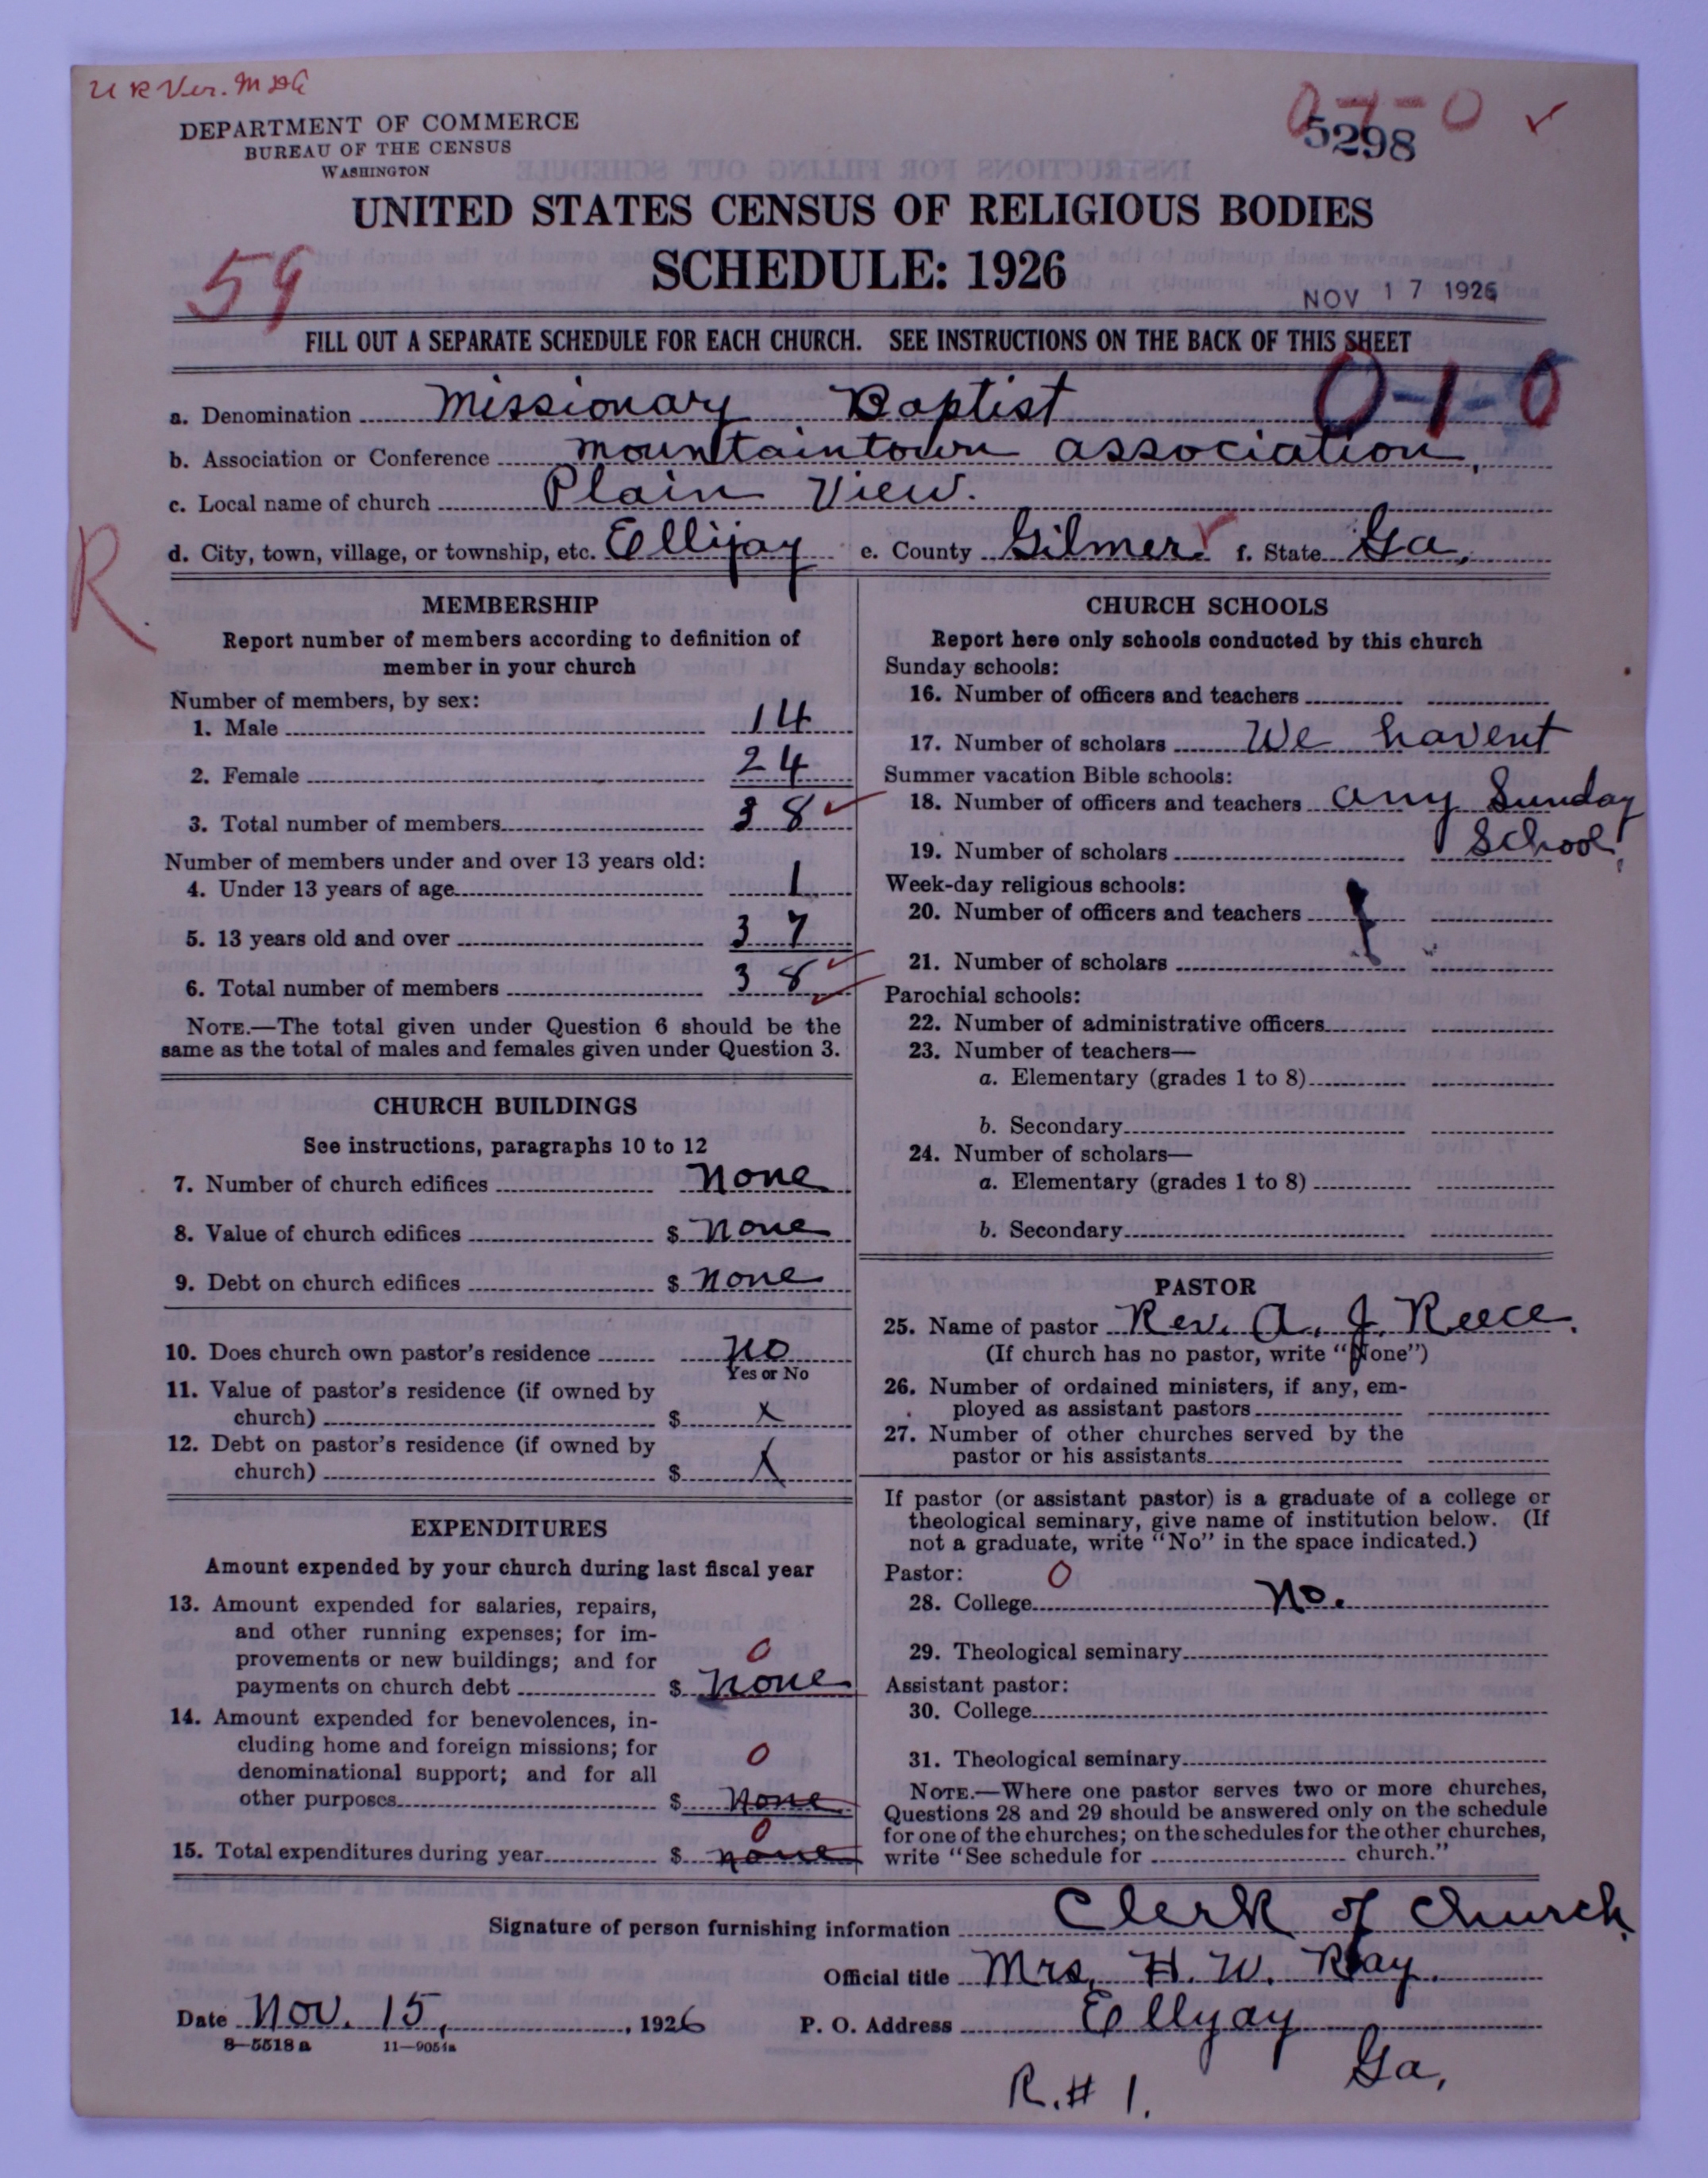 U R Ver. M
DEPARTMENT OF COMMERCE
BUREAU OF THE CENSUS
WASHINGTON
07-0
5298
UNITED STATES CENSUS OF RELIGIOUS BODIES
SCHEDULE: 1926
59
NOV 17 1926
FILL OUT A SEPARATE SCHEDULE FOR EACH CHURCH. SEE INSTRUCTIONS ON THE BACK OF THIS SHEET
0-1-0
a. Denomination Missionary Baptist
b. Association or Conference mountaintown association,
c. Local name of church Plain View.
d. City, town, village, or township, etc. Ellijay e. County Gilmer. f. State Ga,
R
MEMBERSHIP
Report number of members according to definition of
member in your church
Number of members, by sex:
1. Male 14
2. Female 24
3. Total number of members 38
Number of members under and over 13 years old:
4. Under 13 years of age 1
5. 13 years old and over 37
6. Total number of members 38
NOTE.—The total given under Question 6 should be the
same as the total of males and females given under Question 3.
CHURCH BUILDINGS
See instructions, paragraphs 10 to 12
7. Number of church edifices none
8. Value of church edifices $ none
9. Debt on church edifices $ none
10. Does church own pastor's residence no
Yes or No
11. Value of pastor's residence (if owned by
church) $ x
12. Debt on pastor's residence (if owned by
church) $ X
EXPENDITURES
Amount expended by your church during last fiscal year
13. Amount expended for salaries, repairs,
and other running expenses; for im-
provements or new buildings; and for 0
payments on church debt $ none
14. Amount expended for benevolences, in-
cluding home and foreign missions; for 0
denominational support; and for all
other purposes $ none
0
15. Total expenditures during year $ none
CHURCH SCHOOLS
Report here only schools conducted by this church
Sunday schools:
16. Number of officers and teachers
17. Number of scholars We havent
Summer vacation Bible schools:
18. Number of officers and teachers any Sunday
19. Number of scholars School.
Week-day religious schools:
20. Number of officers and teachers
21. Number of scholars
Parochial schools:
22. Number of administrative officers
23. Number of teachers—
a. Elementary (grades 1 to 8)
b. Secondary
24. Number of scholars—
a. Elementary (grades 1 to 8)
b. Secondary
PASTOR
25. Name of pastor Rev. A. J. Reece.
(If church has no pastor, write "None")
26. Number of ordained ministers, if any, em-
ployed as assistant pastors
27. Number of other churches served by the
pastor or his assistants
If pastor (or assistant pastor) is a graduate of a college or
theological seminary, give name of institution below. (If
not a graduate, write "No" in the space indicated.)
Pastor: 0
28. College no.
29. Theological seminary
Assistant pastor:
30. College
31. Theological seminary
NOTE.—Where one pastor serves two or more churches,
Questions 28 and 29 should be answered only on the schedule
for one of the churches; on the schedules for the other churches,
write "See schedule for church."
Signature of person furnishing information Clerk of Church.
Official title Mrs. H. W. Ray.
Date Nov. 15, , 1926 P. O. Address Ellyay
8—5518a 11—9051a
Ga,
R. # 1.